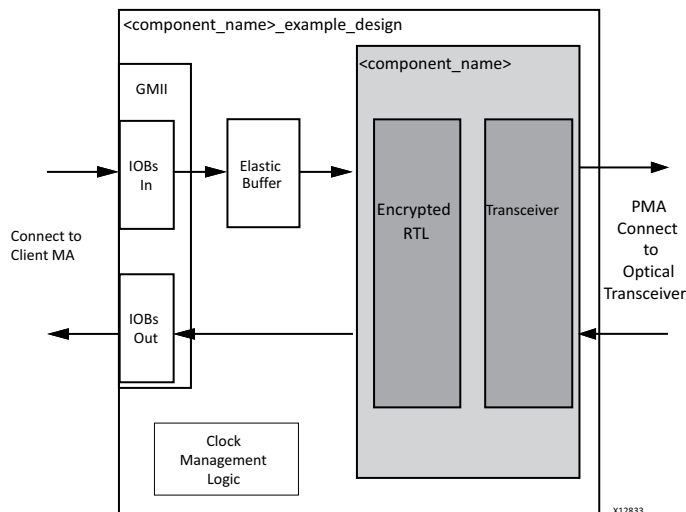 <component_name>_example_design
<component_name>
GMII
IOBs
In
Elastic
Buffer
Encrypted
RTL
Transceiver
PMA
Connect
to
Optical
Transceiver
Connect to
Client MA
IOBs
Out
Clock
Management
Logic
X12833